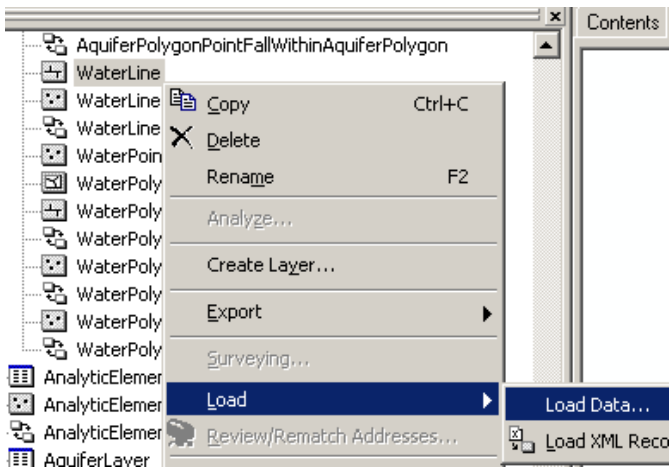 Contents
AquiferPolygonPointFallWithinAquiferPolygon
WaterLine
WaterLine
WaterLine
WaterPoin
WaterPoly
WaterPoly
WaterPoly
WaterPoly
WaterPoly
WaterPoly
AnalyticElemer
AnalyticElemer
AnalyticElemer
AquiferLayer
Copy Ctrl+C
Delete
Rename F2
Analyze...
Create Layer...
Export
Surveying...
Load
Review/Rematch Addresses...
Load Data...
Load XML Reco